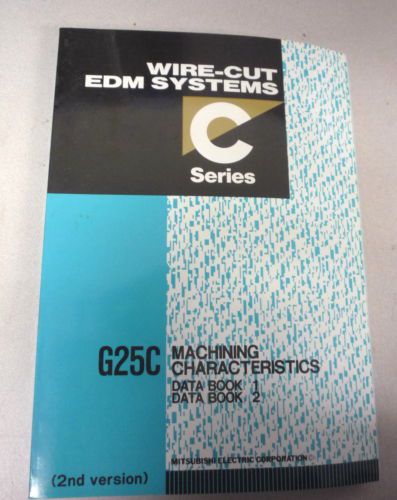 WIRE-CUT
EDM SYSTEMS
C
Series
G25C MACHINING
CHARACTERISTICS
DATA BOOK 1
DATA BOOK 2
MITSUBISHI ELECTRIC CORPORATION
(2nd version)